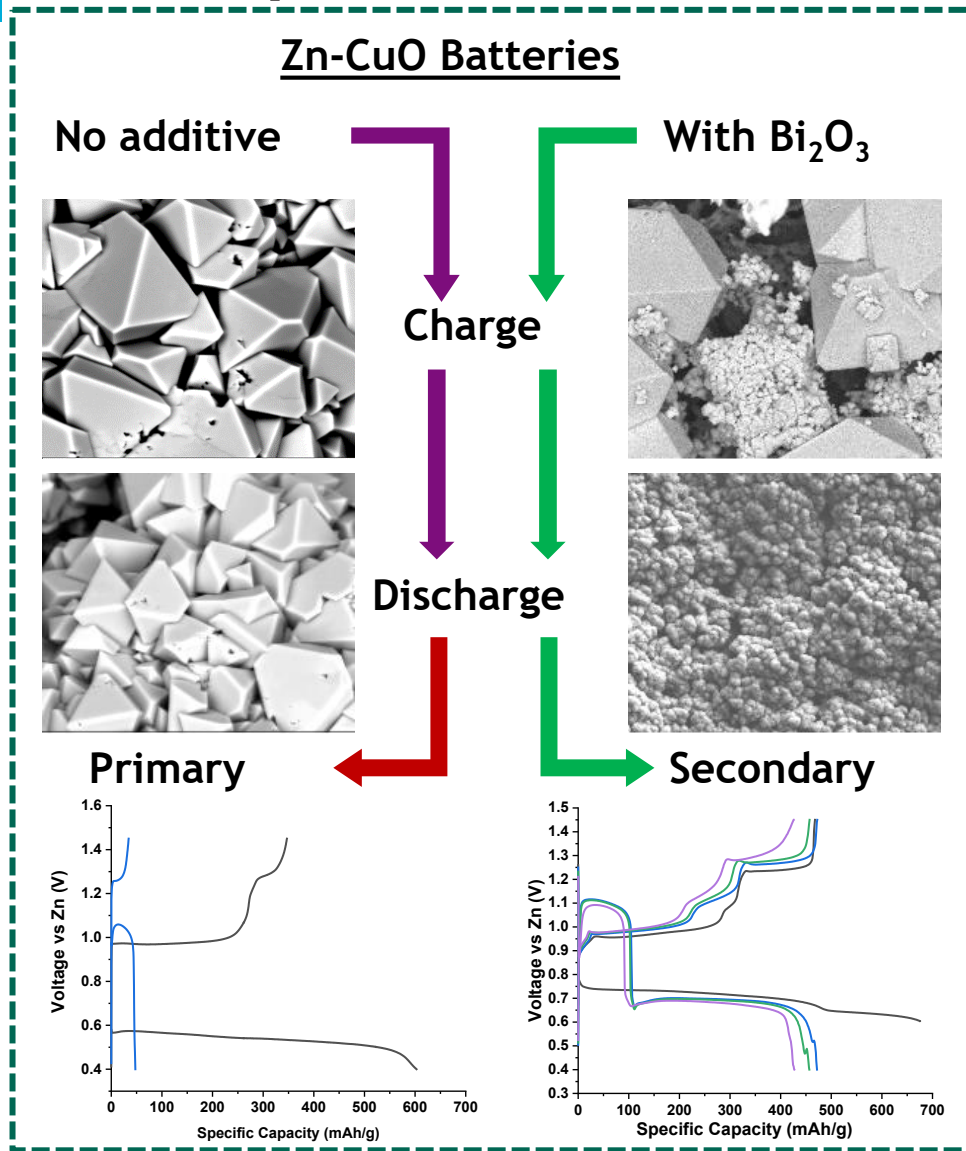 Zn-CuO Batteries
No additive
With Bi₂O₃
Charge
Discharge
Primary
Secondary
1.6
1.4
1.2
1.0
0.8
0.6
0.4
Voltage vs Zn (V)
0 100 200 300 400 500 600 700
Specific Capacity (mAh/g)
1.5
1.4
1.3
1.2
1.1
1.0
0.9
0.8
0.7
0.6
0.5
0.4
0.3
Voltage vs Zn (V)
0 100 200 300 400 500 600 700
Specific Capacity (mAh/g)